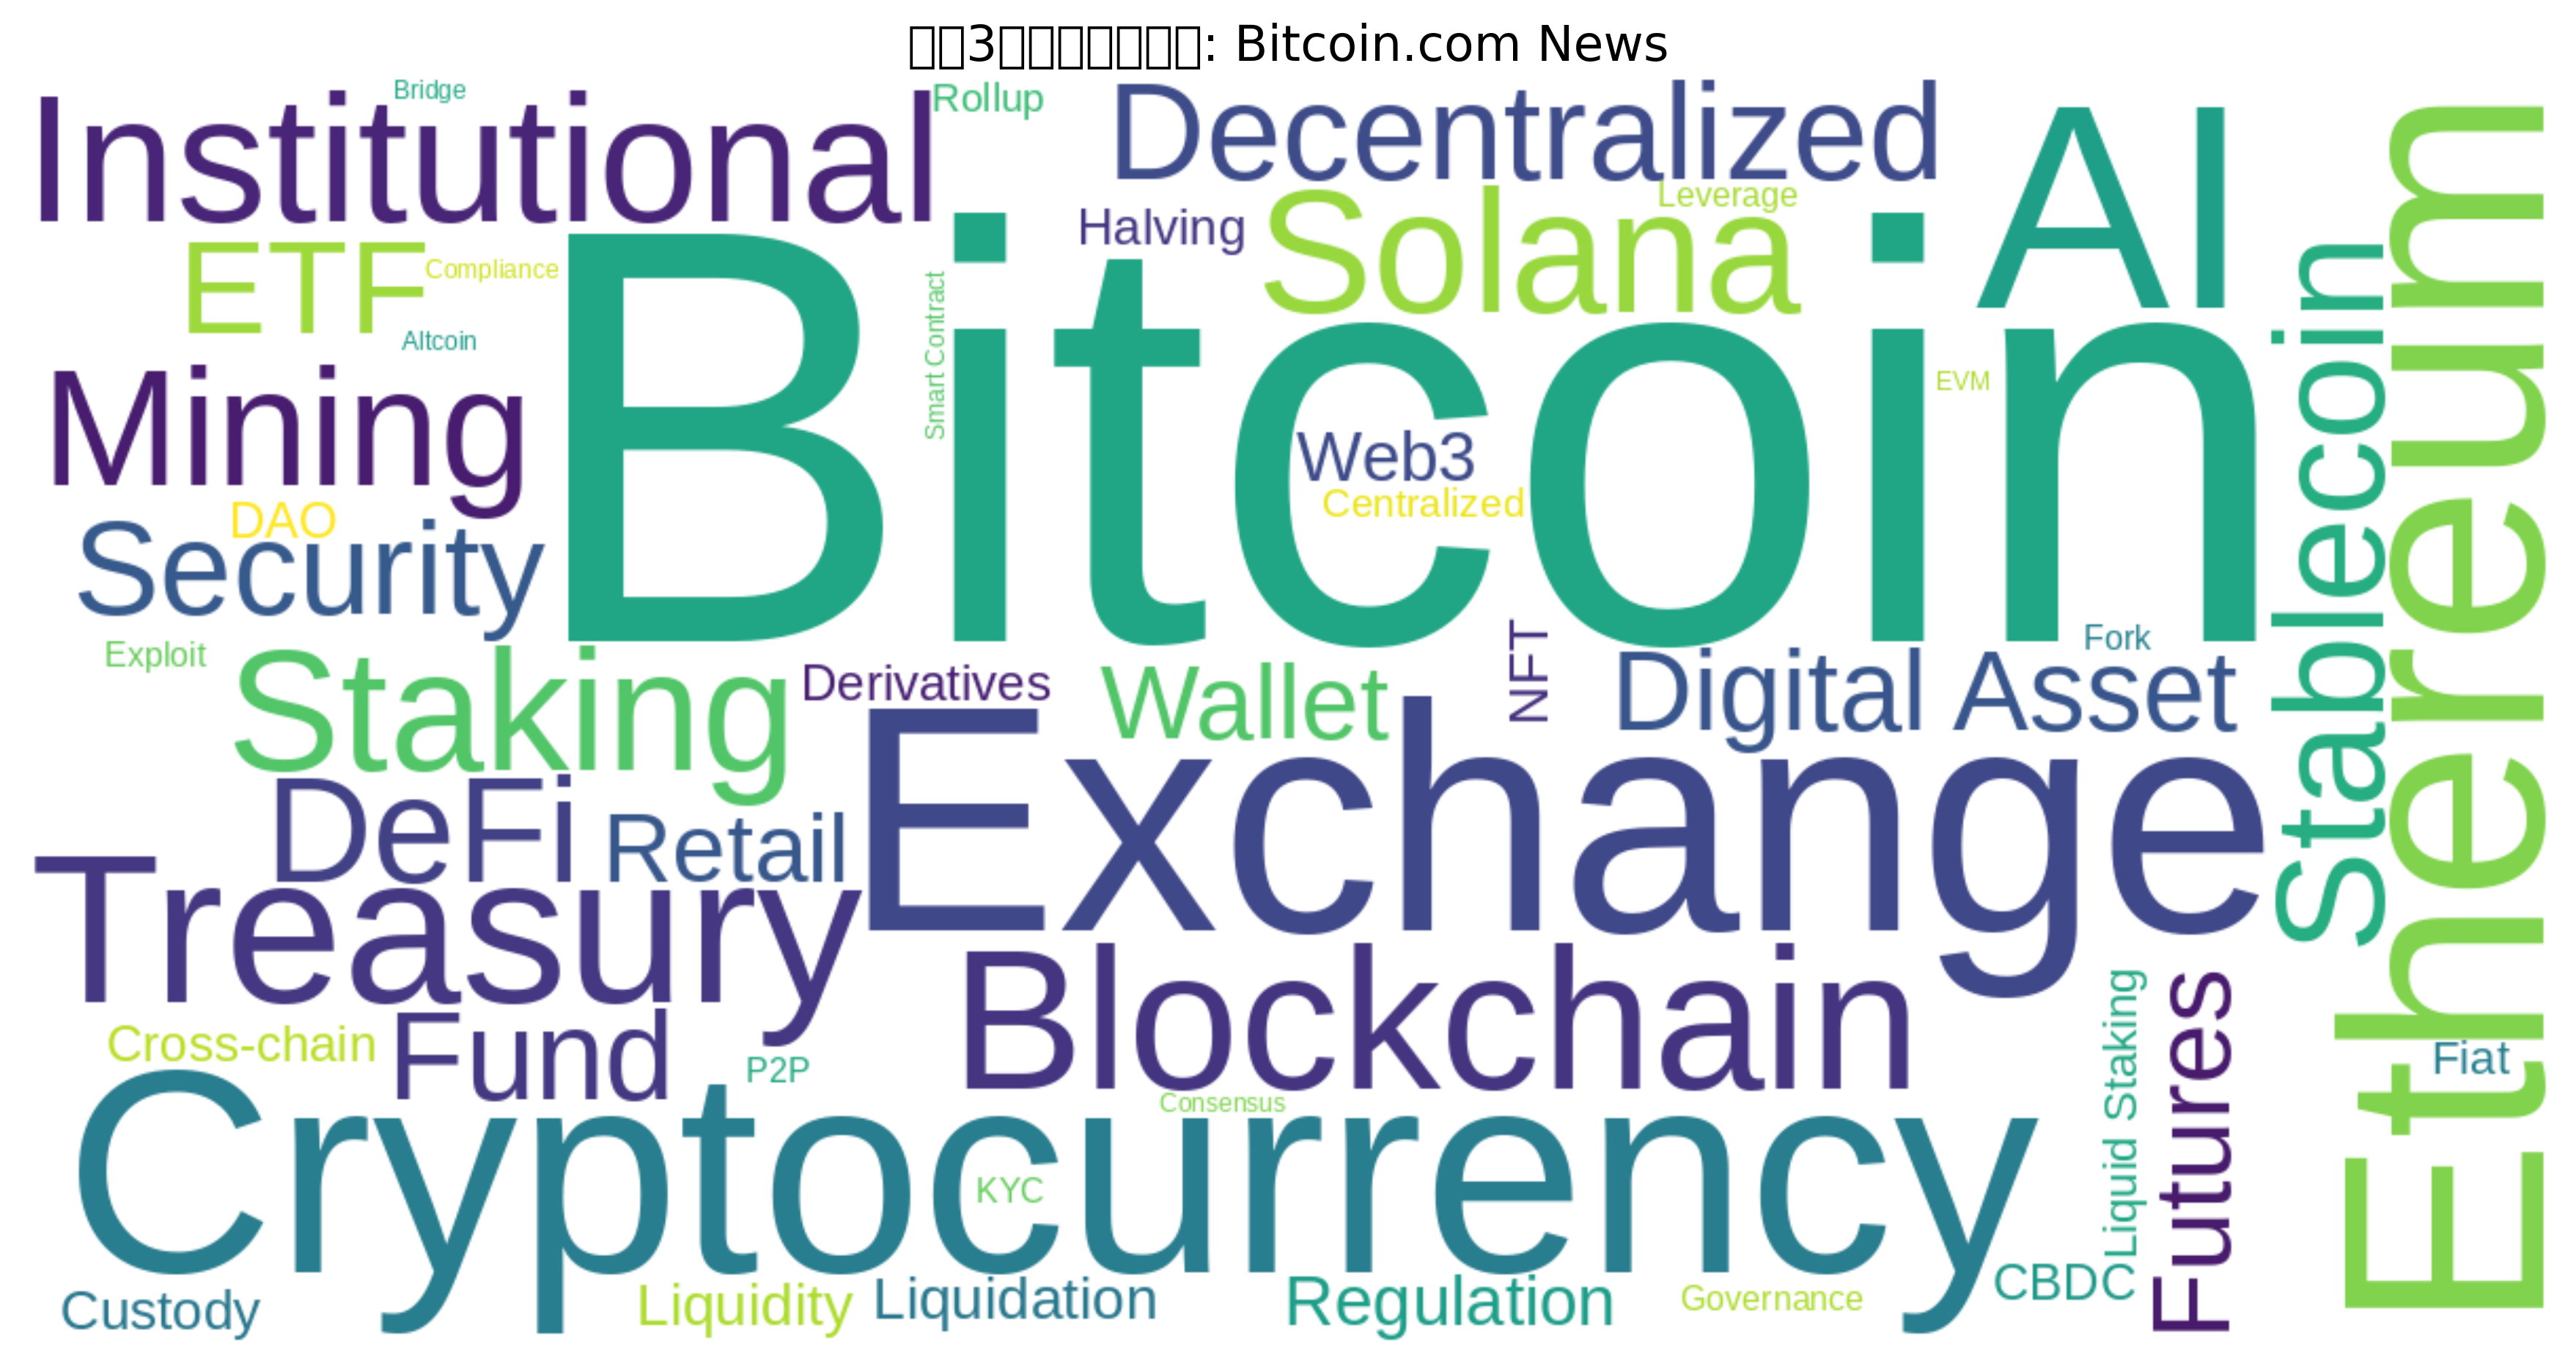 3: Bitcoin.com News
Bridge
Institutional
Rollup
Decentralized
AI
Leverage
Halving
Solana
ETF
Compliance
Bitcoin
Smart Contract
Altcoin
EVM
Mining
Web3
Centralized
DAO
Security
Stablecoin
Ethereum
Exploit
Staking
Derivatives
Wallet
NFT
Fork
Digital Asset
Exchange
DeFi
Retail
Treasury
Blockchain
Cross-chain
Fund
P2P
Liquid Staking
Futures
Fiat
Consensus
Cryptocurrency
KYC
Custody
Liquidity
Liquidation
Regulation
Governance
CBDC